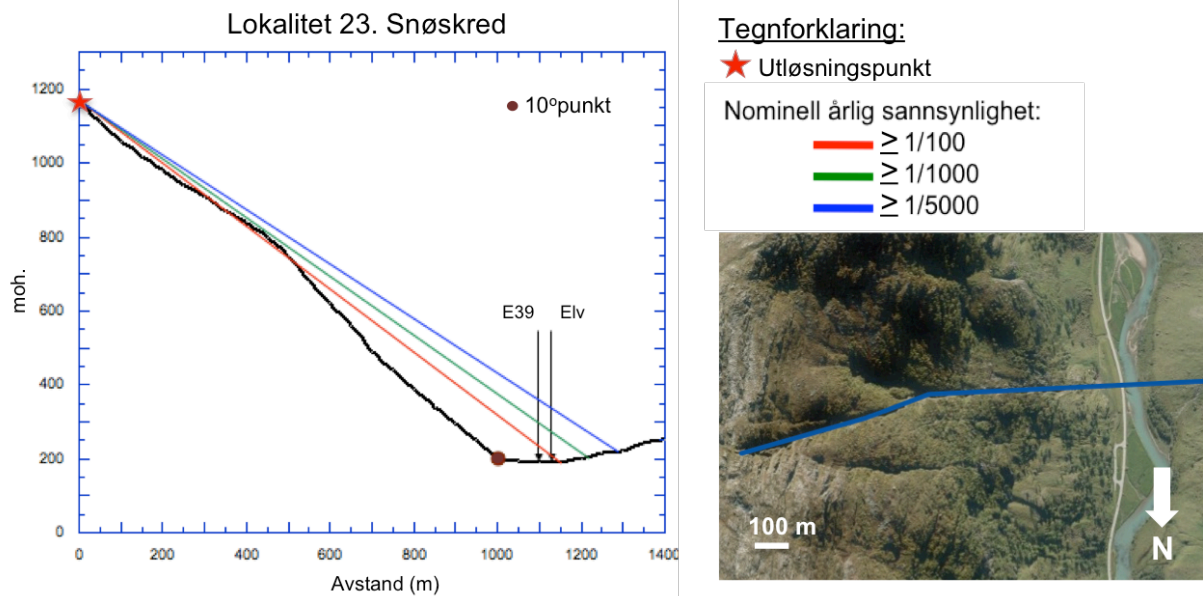 Lokalitet 23. Snøskred
1200
1000
800
600
400
200
0
moh.
10°punkt
E39 Elv
0 200 400 600 800 1000 1200 1400
Avstand (m)
Tegnforklaring:
Utløsningspunkt
Nominell årlig sannsynlighet:
≥ 1/100
≥ 1/1000
≥ 1/5000
100 m
N